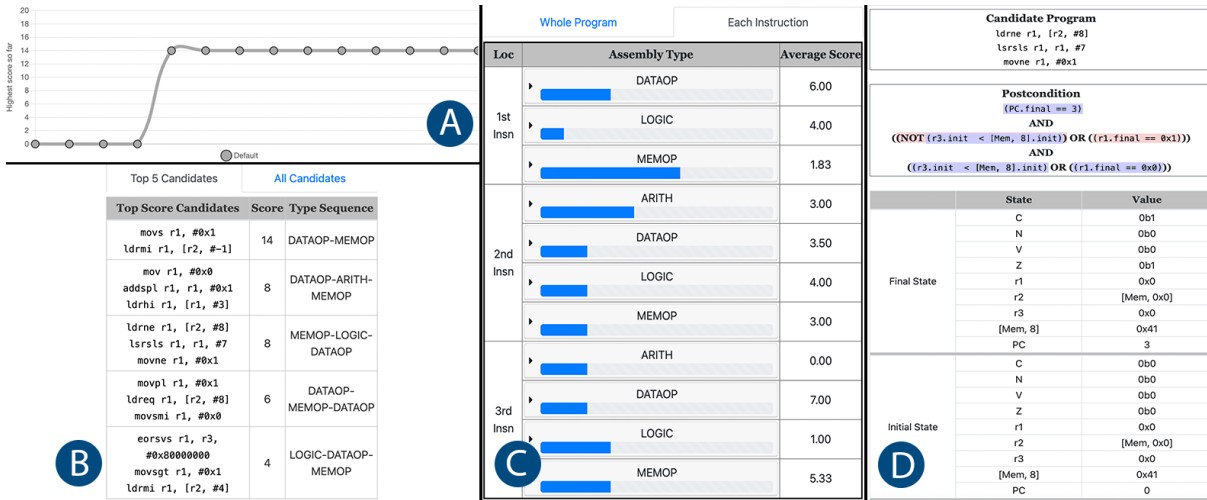 20
18
16
14
12
10
8
6
4
2
0
Highest score so far
Default
A
Top 5 Candidates All Candidates
Top Score Candidates Score Type Sequence
movs r1, #0x1
ldrmi r1, [r2, #-1]
14 DATAOP-MEMOP
mov r1, #0x0
addspl r1, r1, #0x1
ldrhi r1, [r1, #3]
8
DATAOP-ARITH-
MEMOP
ldrne r1, [r2, #8]
lsrsls r1, r1, #7
movne r1, #0x1
8
MEMOP-LOGIC-
DATAOP
movpl r1, #0x1
ldreq r1, [r2, #8]
movsmi r1, #0x0
6
DATAOP-
MEMOP-DATAOP
eorsvs r1, r3,
#0x80000000
movsgt r1, #0x1
ldrmi r1, [r2, #4]
4
LOGIC-DATAOP-
MEMOP
B
Whole Program Each Instruction
Loc Assembly Type Average Score
1st
Insn
DATAOP 6.00
LOGIC 4.00
MEMOP 1.83
2nd
Insn
ARITH 3.00
DATAOP 3.50
LOGIC 4.00
MEMOP 3.00
3rd
Insn
ARITH 0.00
DATAOP 7.00
LOGIC 1.00
MEMOP 5.33
C
Candidate Program
ldrne r1, [r2, #8]
lsrsls r1, r1, #7
movne r1, #0x1
Postcondition
(PC.final == 3)
AND
((NOT (r3.init < [Mem, 8].init)) OR ((r1.final == 0x1)))
AND
((r3.init < [Mem, 8].init) OR ((r1.final == 0x0)))
State Value
Final State
C 0b1
N 0b0
V 0b0
Z 0b1
r1 0x0
r2 [Mem, 0x0]
r3 0x0
[Mem, 8] 0x41
PC 3
Initial State
C 0b0
N 0b0
V 0b0
Z 0b0
r1 0x0
r2 [Mem, 0x0]
r3 0x0
[Mem, 8] 0x41
PC 0
D